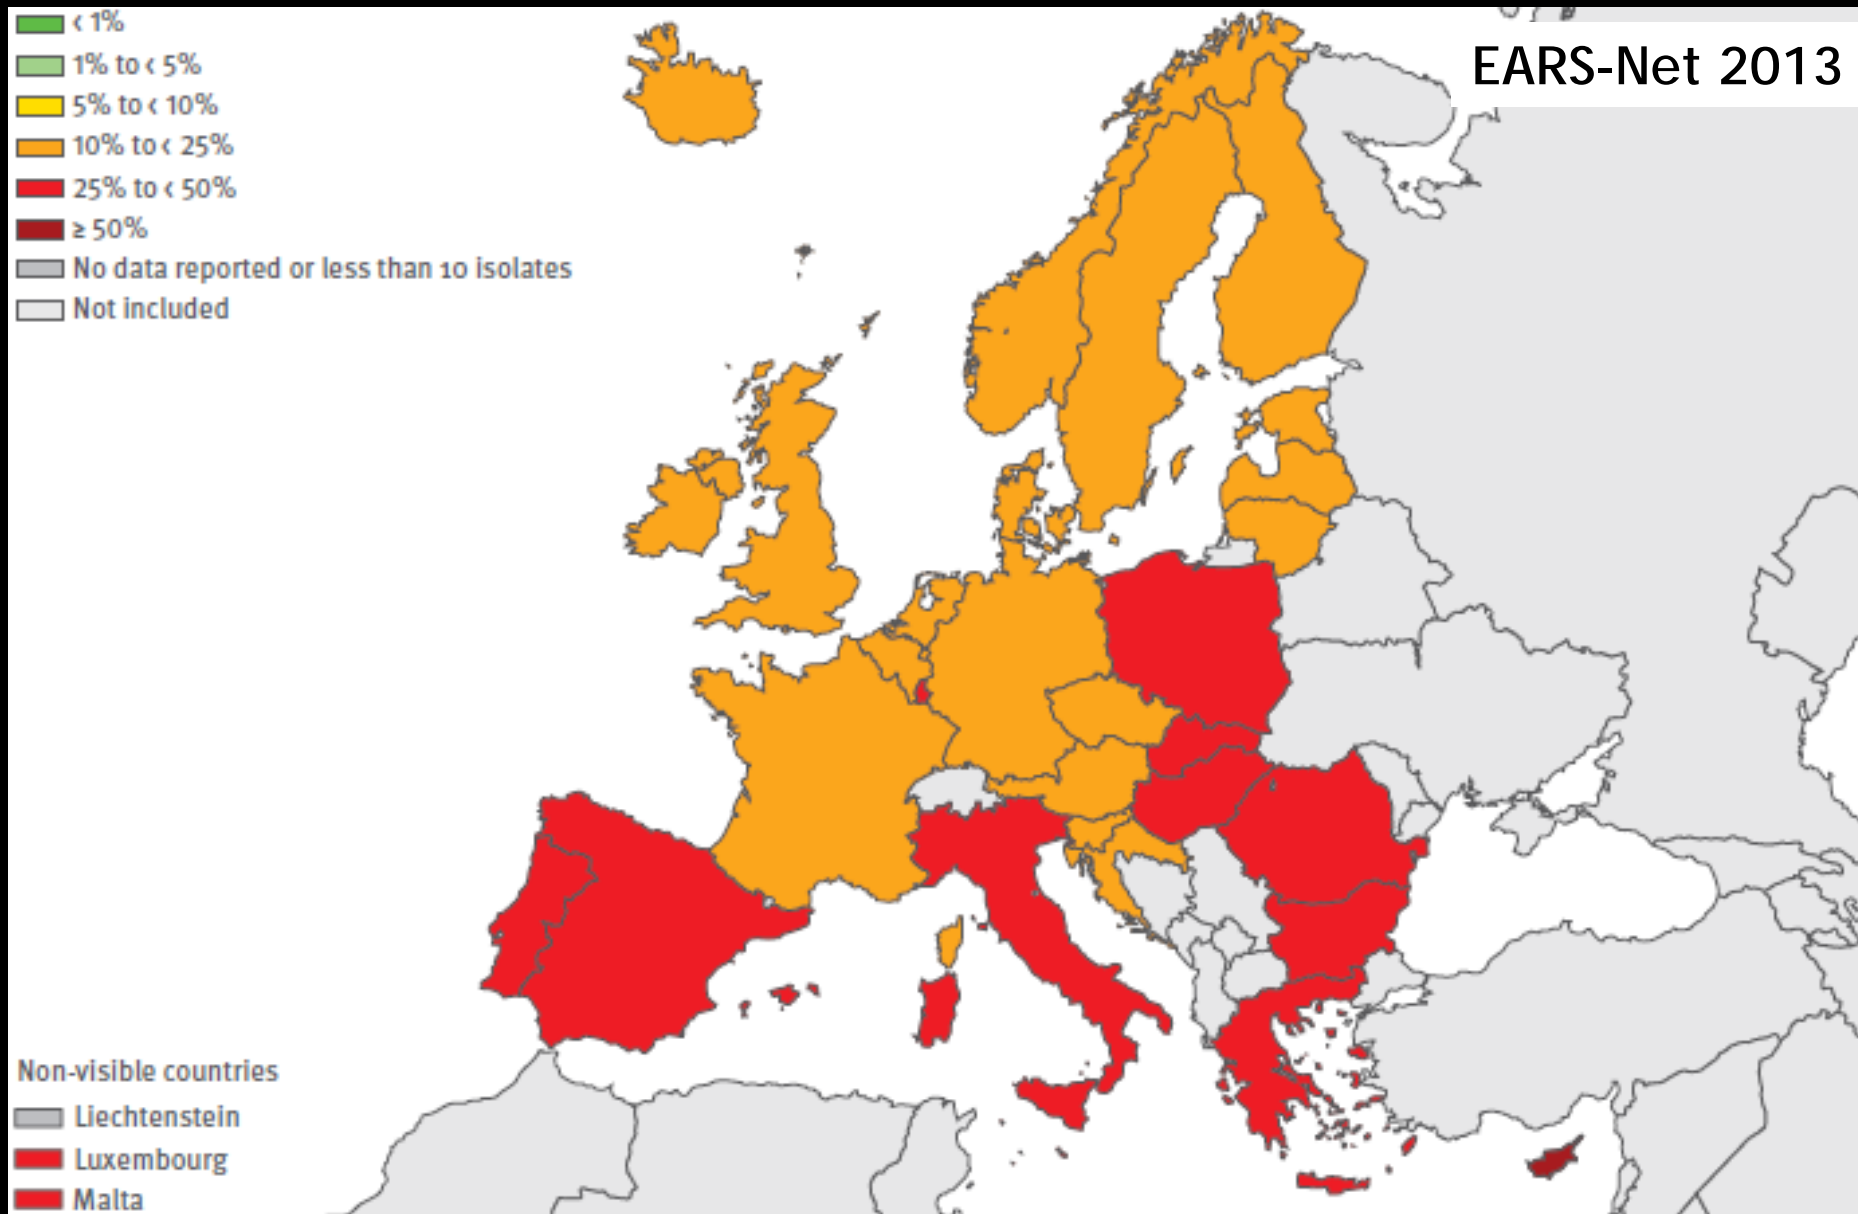 < 1%
1% to < 5%
5% to < 10%
10% to < 25%
25% to < 50%
≥ 50%
No data reported or less than 10 isolates
Not included
EARS-Net 2013
Non-visible countries
Liechtenstein
Luxembourg
Malta